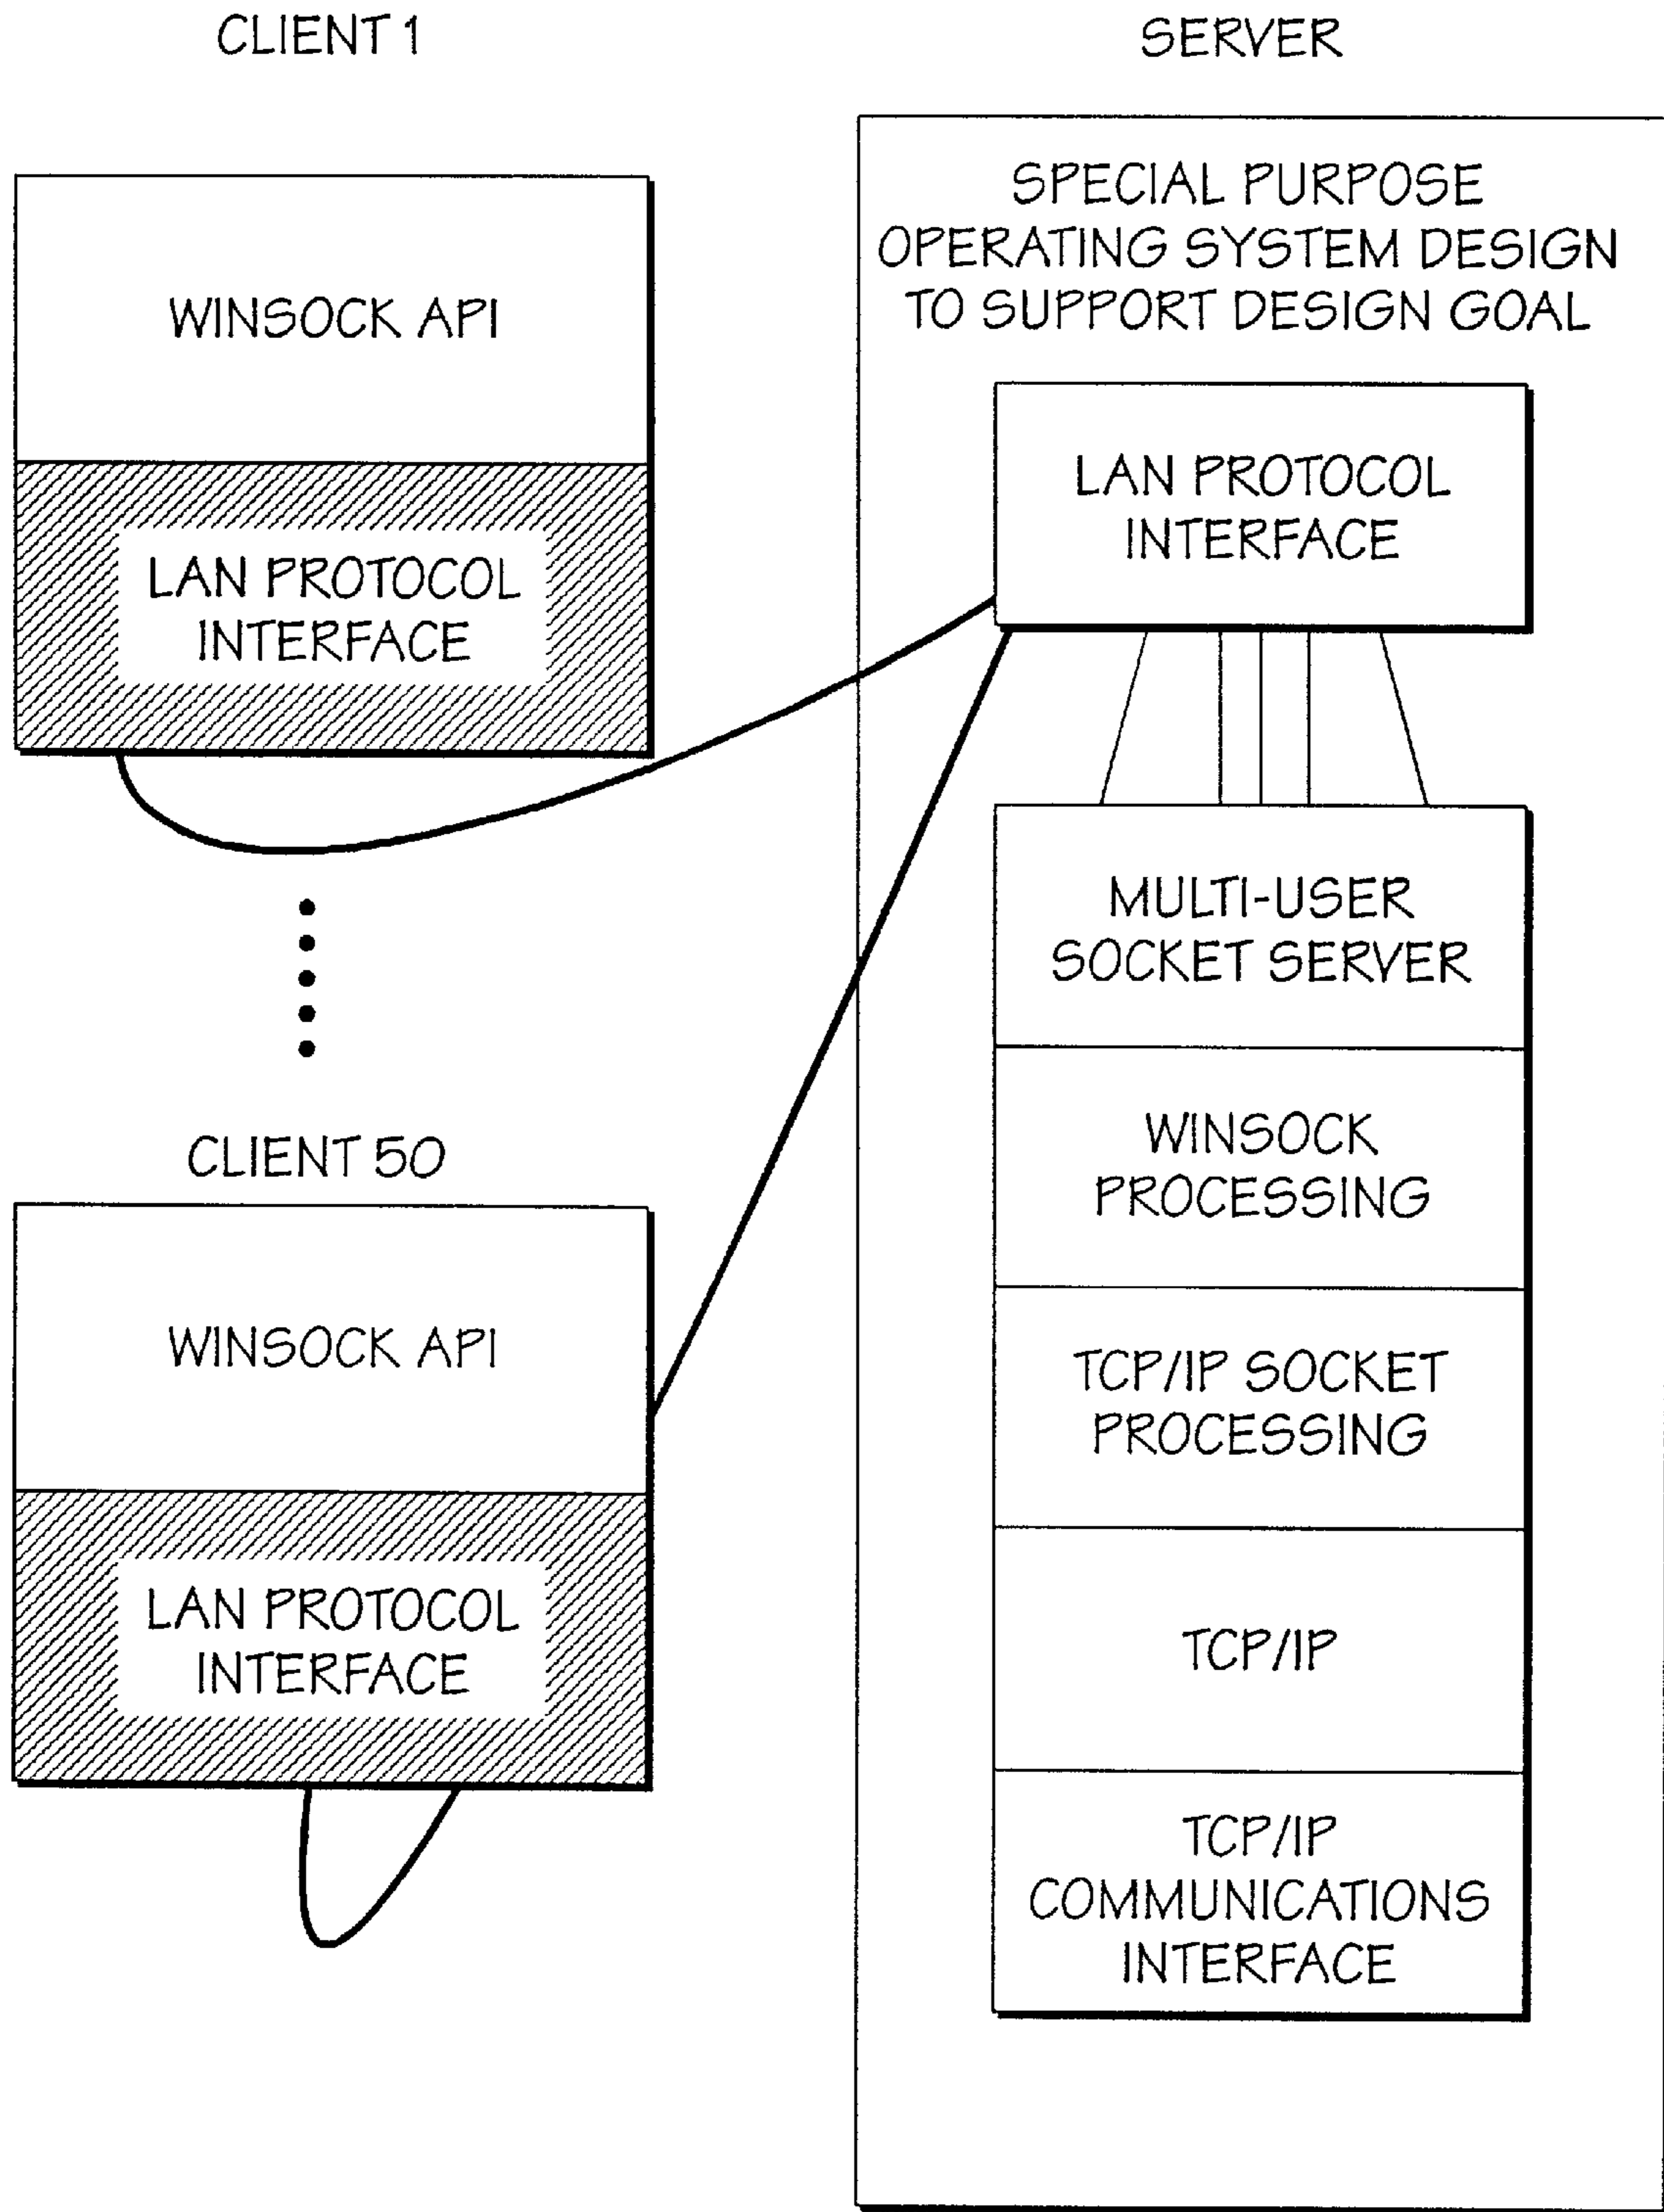 CLIENT 1
WINSOCK API
LAN PROTOCOL
INTERFACE
CLIENT 50
WINSOCK API
LAN PROTOCOL
INTERFACE
SERVER
SPECIAL PURPOSE
OPERATING SYSTEM DESIGN
TO SUPPORT DESIGN GOAL
LAN PROTOCOL
INTERFACE
MULTI-USER
SOCKET SERVER
WINSOCK
PROCESSING
TCP/IP SOCKET
PROCESSING
TCP/IP
TCP/IP
COMMUNICATIONS
INTERFACE